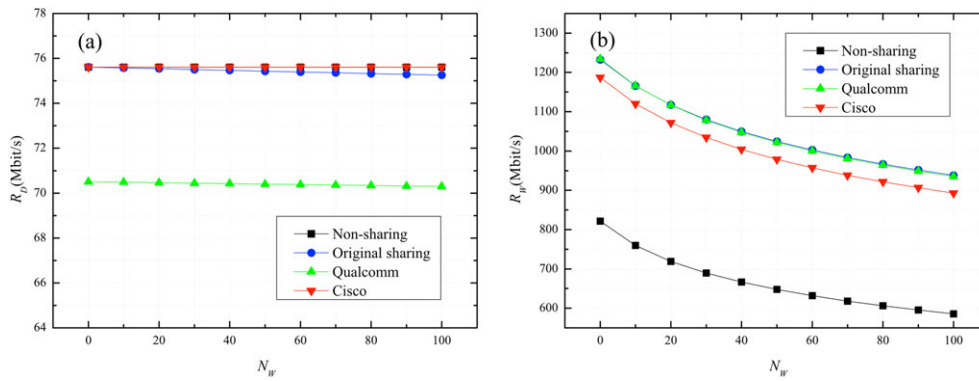 (a)
R_D(Mbit/s)
78
76
74
72
70
68
66
64
Non-sharing
Original sharing
Qualcomm
Cisco
0 20 40 60 80 100
N_W
(b)
R_W(Mbit/s)
1300
1200
1100
1000
900
800
700
600
Non-sharing
Original sharing
Qualcomm
Cisco
0 20 40 60 80 100
N_W